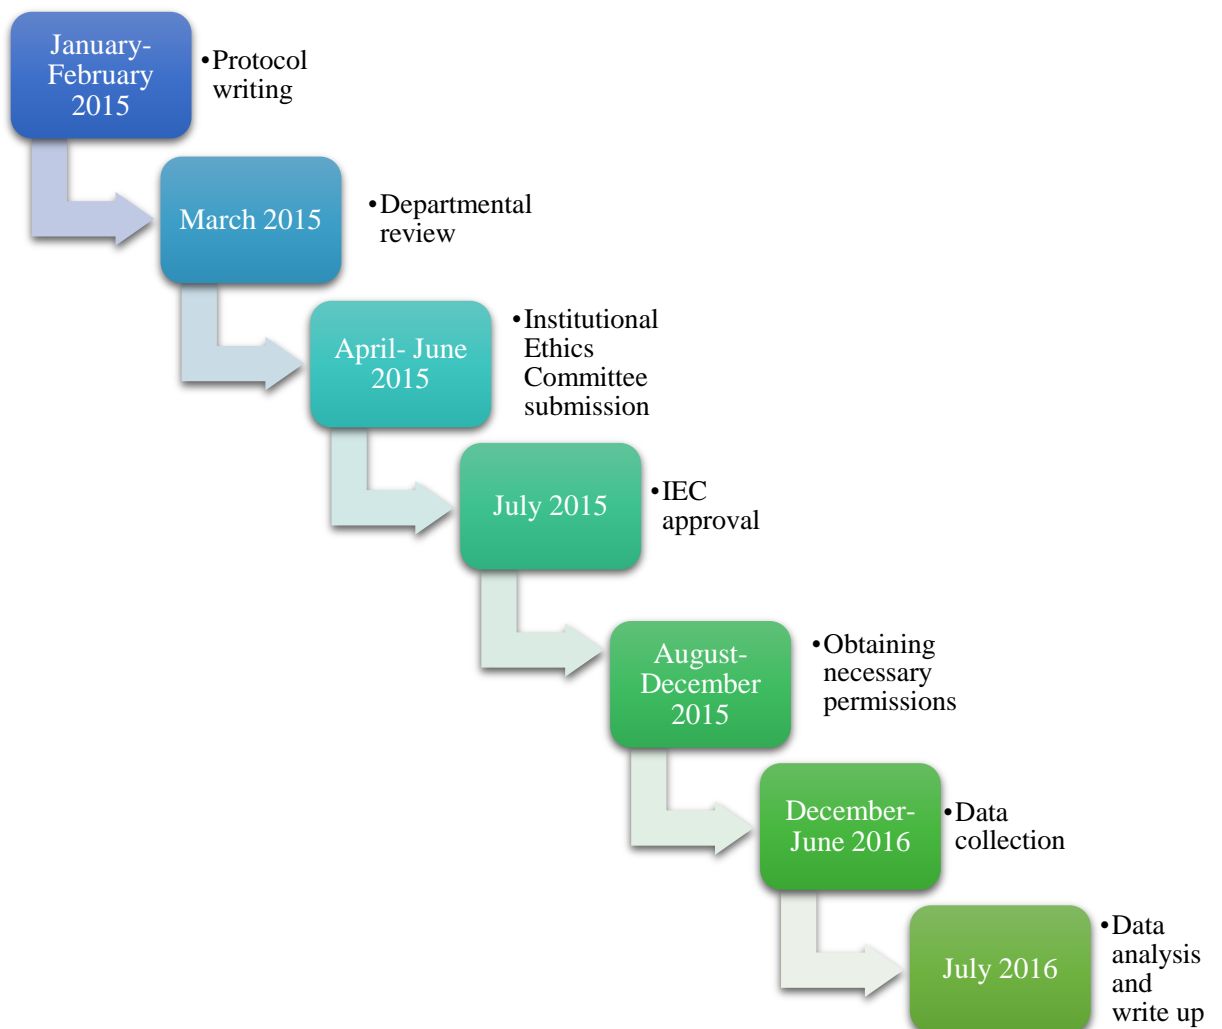 January-
February
2015
•Protocol
writing
March 2015
•Departmental
review
April- June
2015
•Institutional
Ethics
Committee
submission
July 2015
•IEC
approval
August-
December
2015
•Obtaining
necessary
permissions
December-
June 2016
•Data
collection
July 2016
•Data
analysis
and
write up